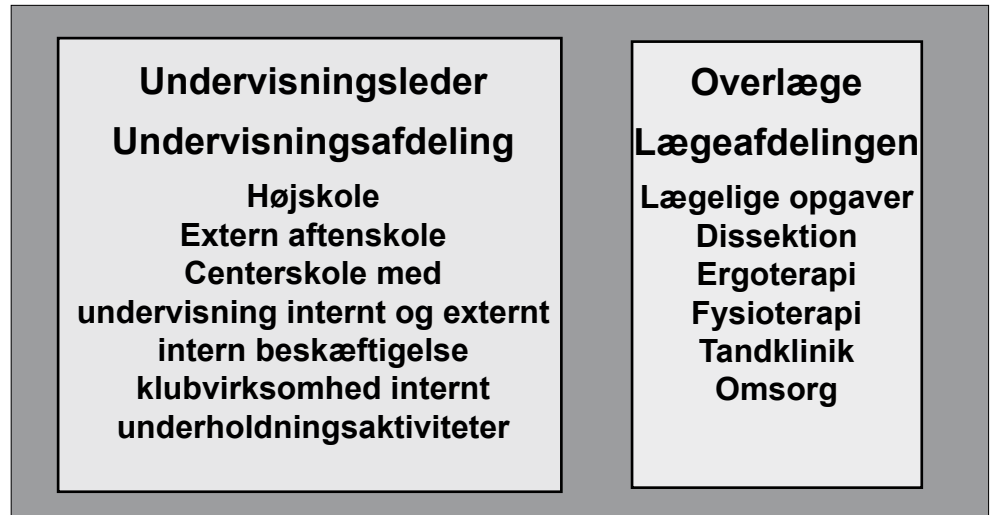 Undervisningsleder
Undervisningsafdeling
Højskole
Extern aftenskole
Centerskole med
undervisning internt og externt
intern beskæftigelse
klubvirksomhed internt
underholdningsaktiviteter
Overlæge
Lægeafdelingen
Lægelige opgaver
Dissektion
Ergoterapi
Fysioterapi
Tandklinik
Omsorg